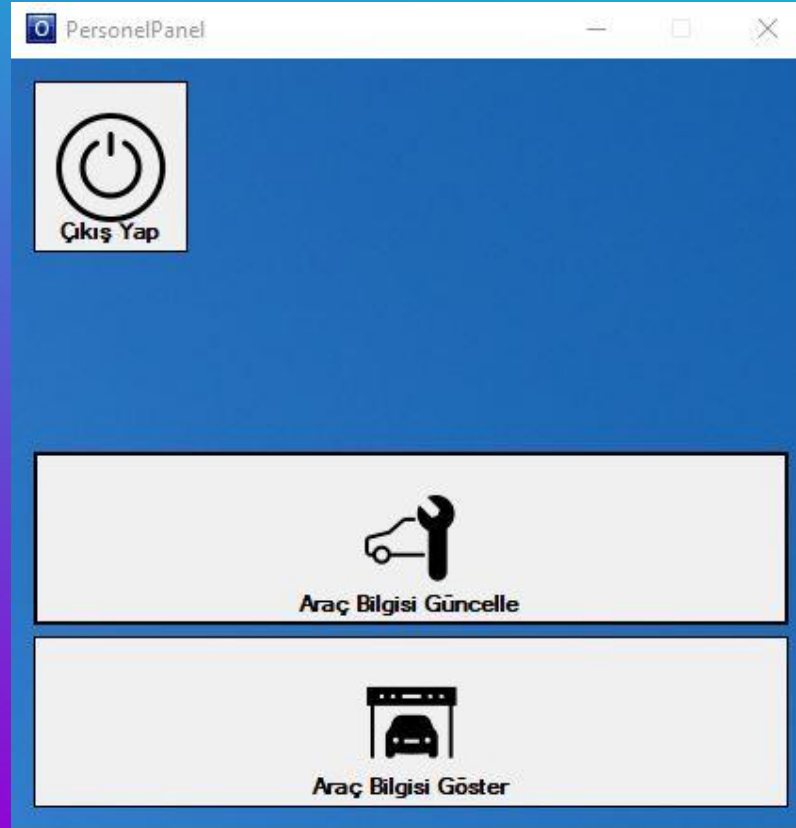 O PersonelPanel
Çıkış Yap
Araç Bilgisi Güncelle
Araç Bilgisi Göster